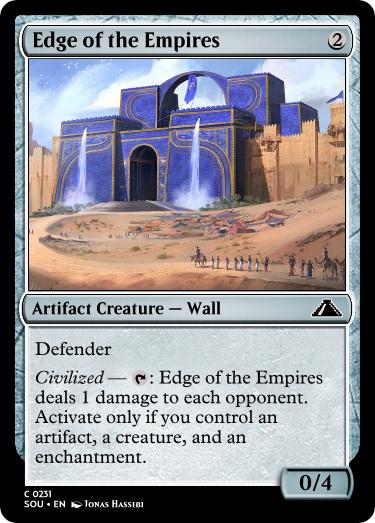 Edge of the Empires 2
Artifact Creature — Wall
Defender
Civilized — : Edge of the Empires
deals 1 damage to each opponent.
Activate only if you control an
artifact, a creature, and an
enchantment.
0/4
C 0231
SOU • EN Jonas Hassibi